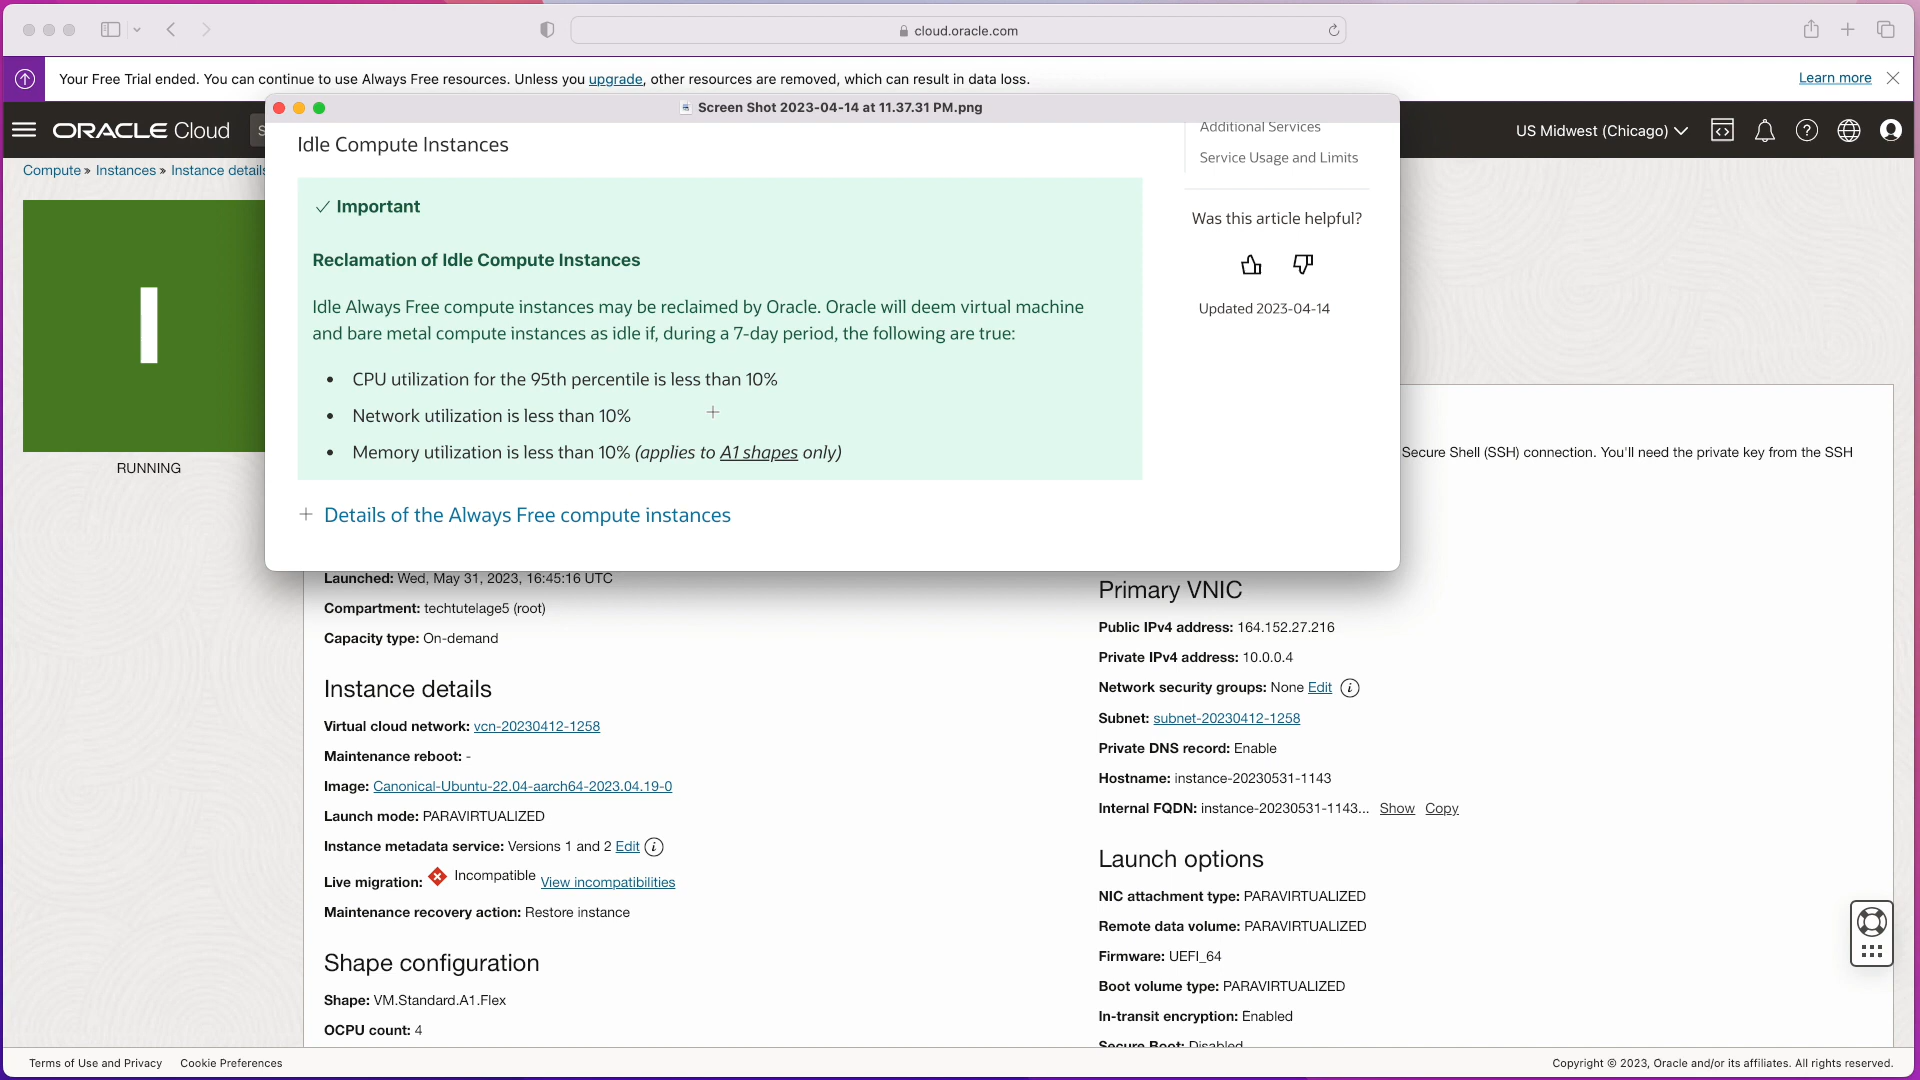 cloud.oracle.com
Your Free Trial ended. You can continue to use Always Free resources. Unless you upgrade, other resources are removed, which can result in data loss.
Learn more
Screen Shot 2023-04-14 at 11.37.31 PM.png
ORACLE Cloud
S
US Midwest (Chicago)
Compute » Instances » Instance details
I
RUNNING
Idle Compute Instances
Important
Reclamation of Idle Compute Instances
Idle Always Free compute instances may be reclaimed by Oracle. Oracle will deem virtual machine
and bare metal compute instances as idle if, during a 7-day period, the following are true:
• CPU utilization for the 95th percentile is less than 10%
• Network utilization is less than 10%
• Memory utilization is less than 10% (applies to A1 shapes only)
+ Details of the Always Free compute instances
Additional Services
Service Usage and Limits
Was this article helpful?
Updated 2023-04-14
Secure Shell (SSH) connection. You'll need the private key from the SSH
Launched: Wed, May 31, 2023, 16:45:16 UTC
Compartment: techtutelage5 (root)
Capacity type: On-demand
Instance details
Virtual cloud network: vcn-20230412-1258
Maintenance reboot: -
Image: Canonical-Ubuntu-22.04-aarch64-2023.04.19-0
Launch mode: PARAVIRTUALIZED
Instance metadata service: Versions 1 and 2 Edit
Live migration: Incompatible View incompatibilities
Maintenance recovery action: Restore instance
Shape configuration
Shape: VM.Standard.A1.Flex
OCPU count: 4
Primary VNIC
Public IPv4 address: 164.152.27.216
Private IPv4 address: 10.0.0.4
Network security groups: None Edit
Subnet: subnet-20230412-1258
Private DNS record: Enable
Hostname: instance-20230531-1143
Internal FQDN: instance-20230531-1143... Show Copy
Launch options
NIC attachment type: PARAVIRTUALIZED
Remote data volume: PARAVIRTUALIZED
Firmware: UEFI_64
Boot volume type: PARAVIRTUALIZED
In-transit encryption: Enabled
Secure Boot: Disabled
Terms of Use and Privacy Cookie Preferences
Copyright © 2023, Oracle and/or its affiliates. All rights reserved.